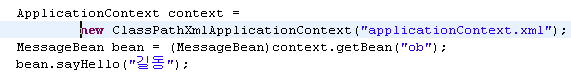 ApplicationContext context =
new ClassPathXmlApplicationContext("applicationContext.xml");
MessageBean bean = (MessageBean)context.getBean("ob");
bean.sayHello("길동");